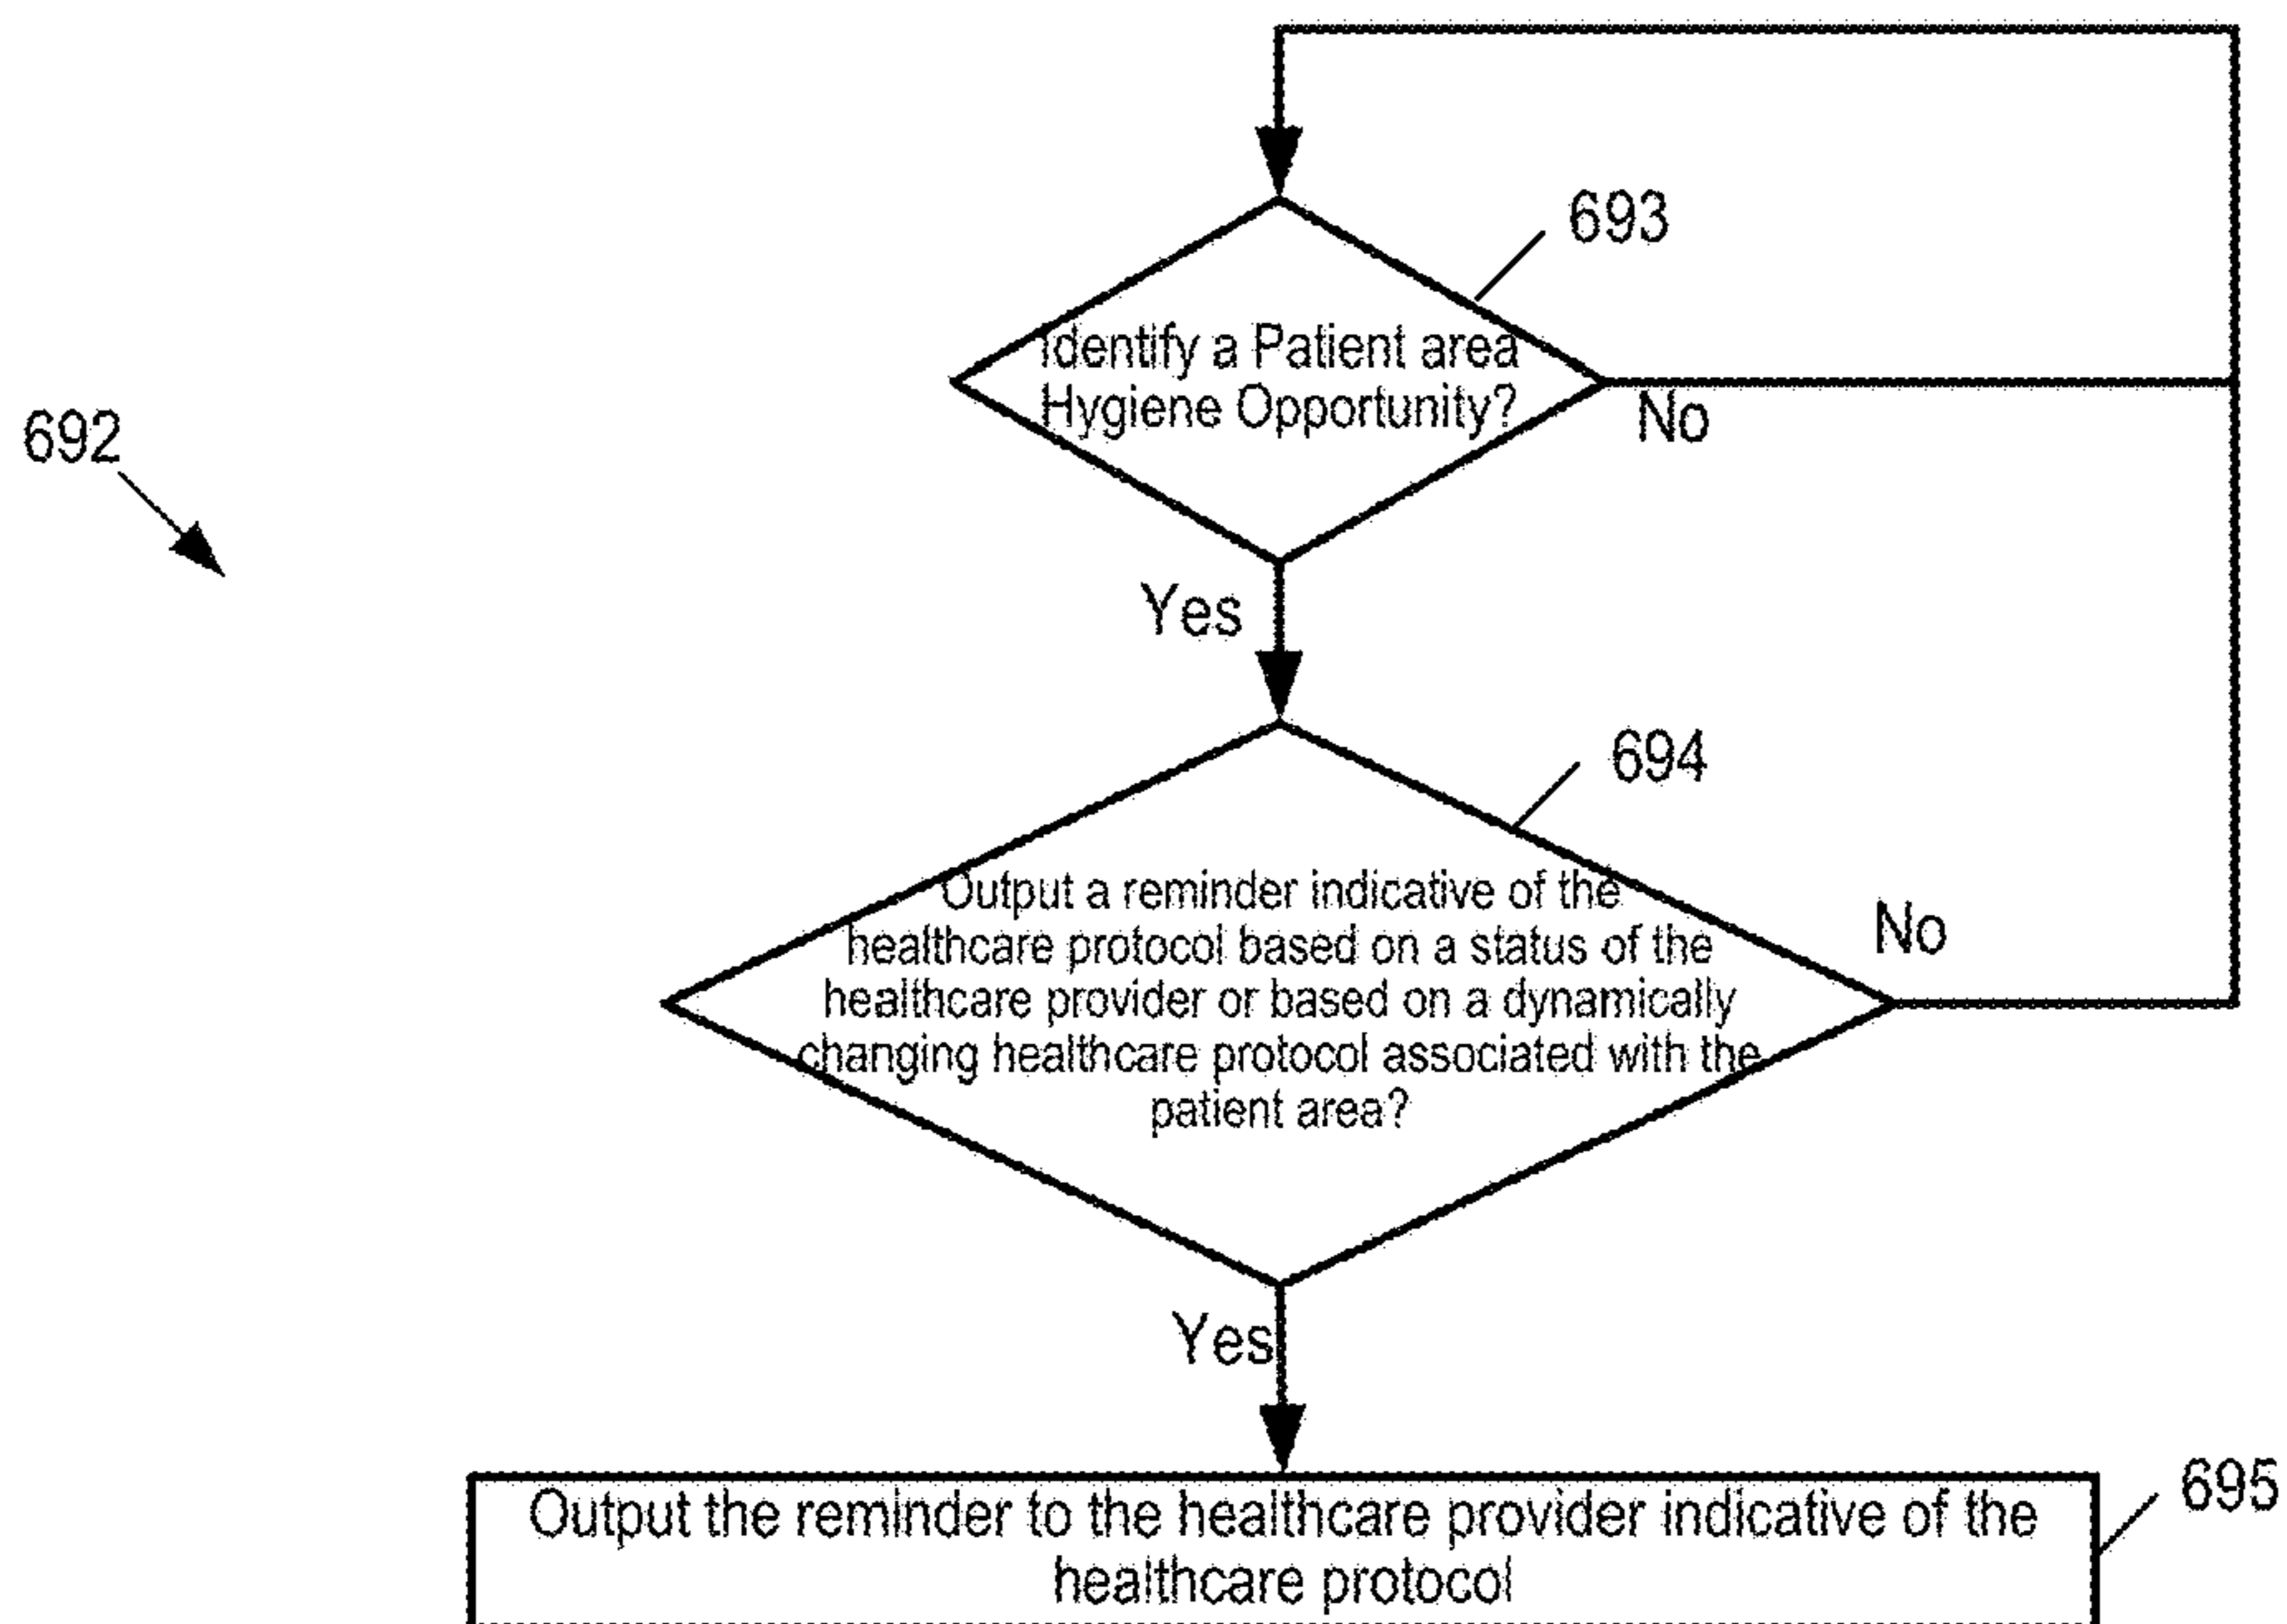 693
Identify a Patient area
Hygiene Opportunity?
No
692
Yes
694
Output a reminder indicative of the
healthcare protocol based on a status of the
healthcare provider or based on a dynamically
changing healthcare protocol associated with the
patient area?
No
Yes
695
Output the reminder to the healthcare provider indicative of the
healthcare protocol